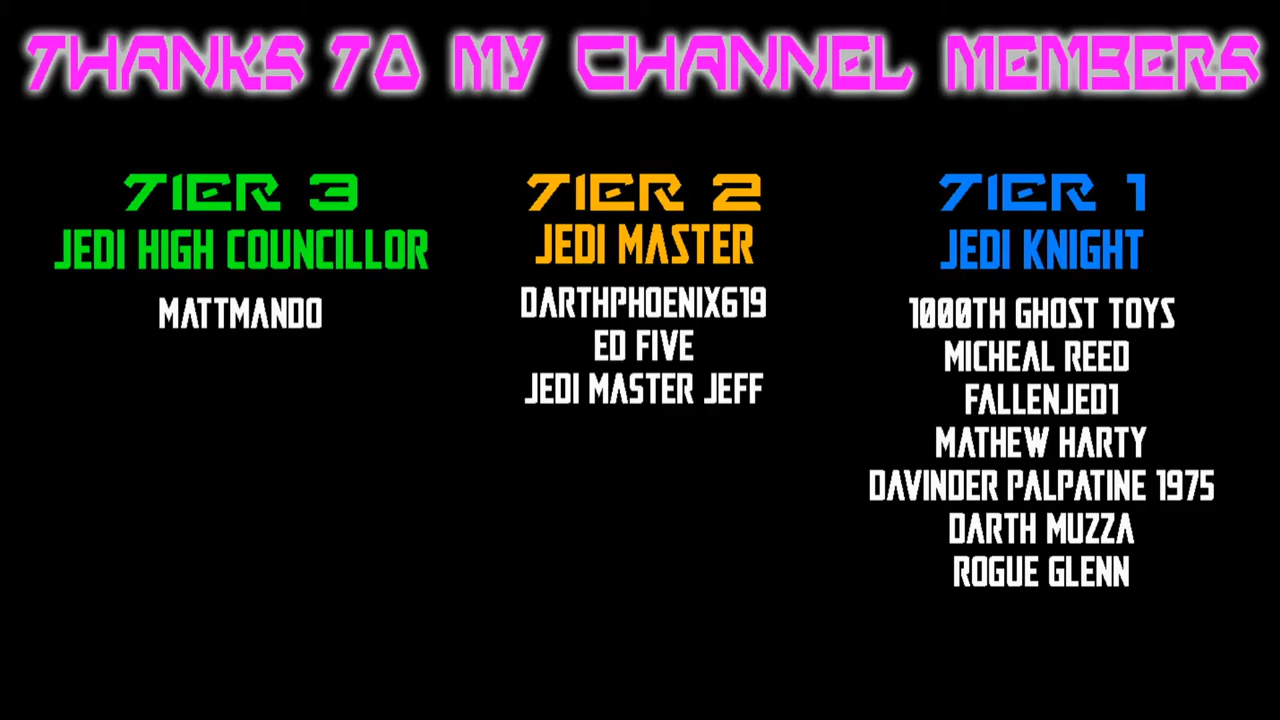 THANKS TO MY CHANNEL MEMBERS
TIER 3
JEDI HIGH COUNCILLOR
MATTMANDO
TIER 2
JEDI MASTER
DARTHPHOENIX619
ED FIVE
JEDI MASTER JEFF
TIER 1
JEDI KNIGHT
1000TH GHOST TOYS
MICHEAL REED
FALLENJED1
MATHEW HARTY
DAVINDER PALPATINE 1975
DARTH MUZZA
ROGUE GLENN